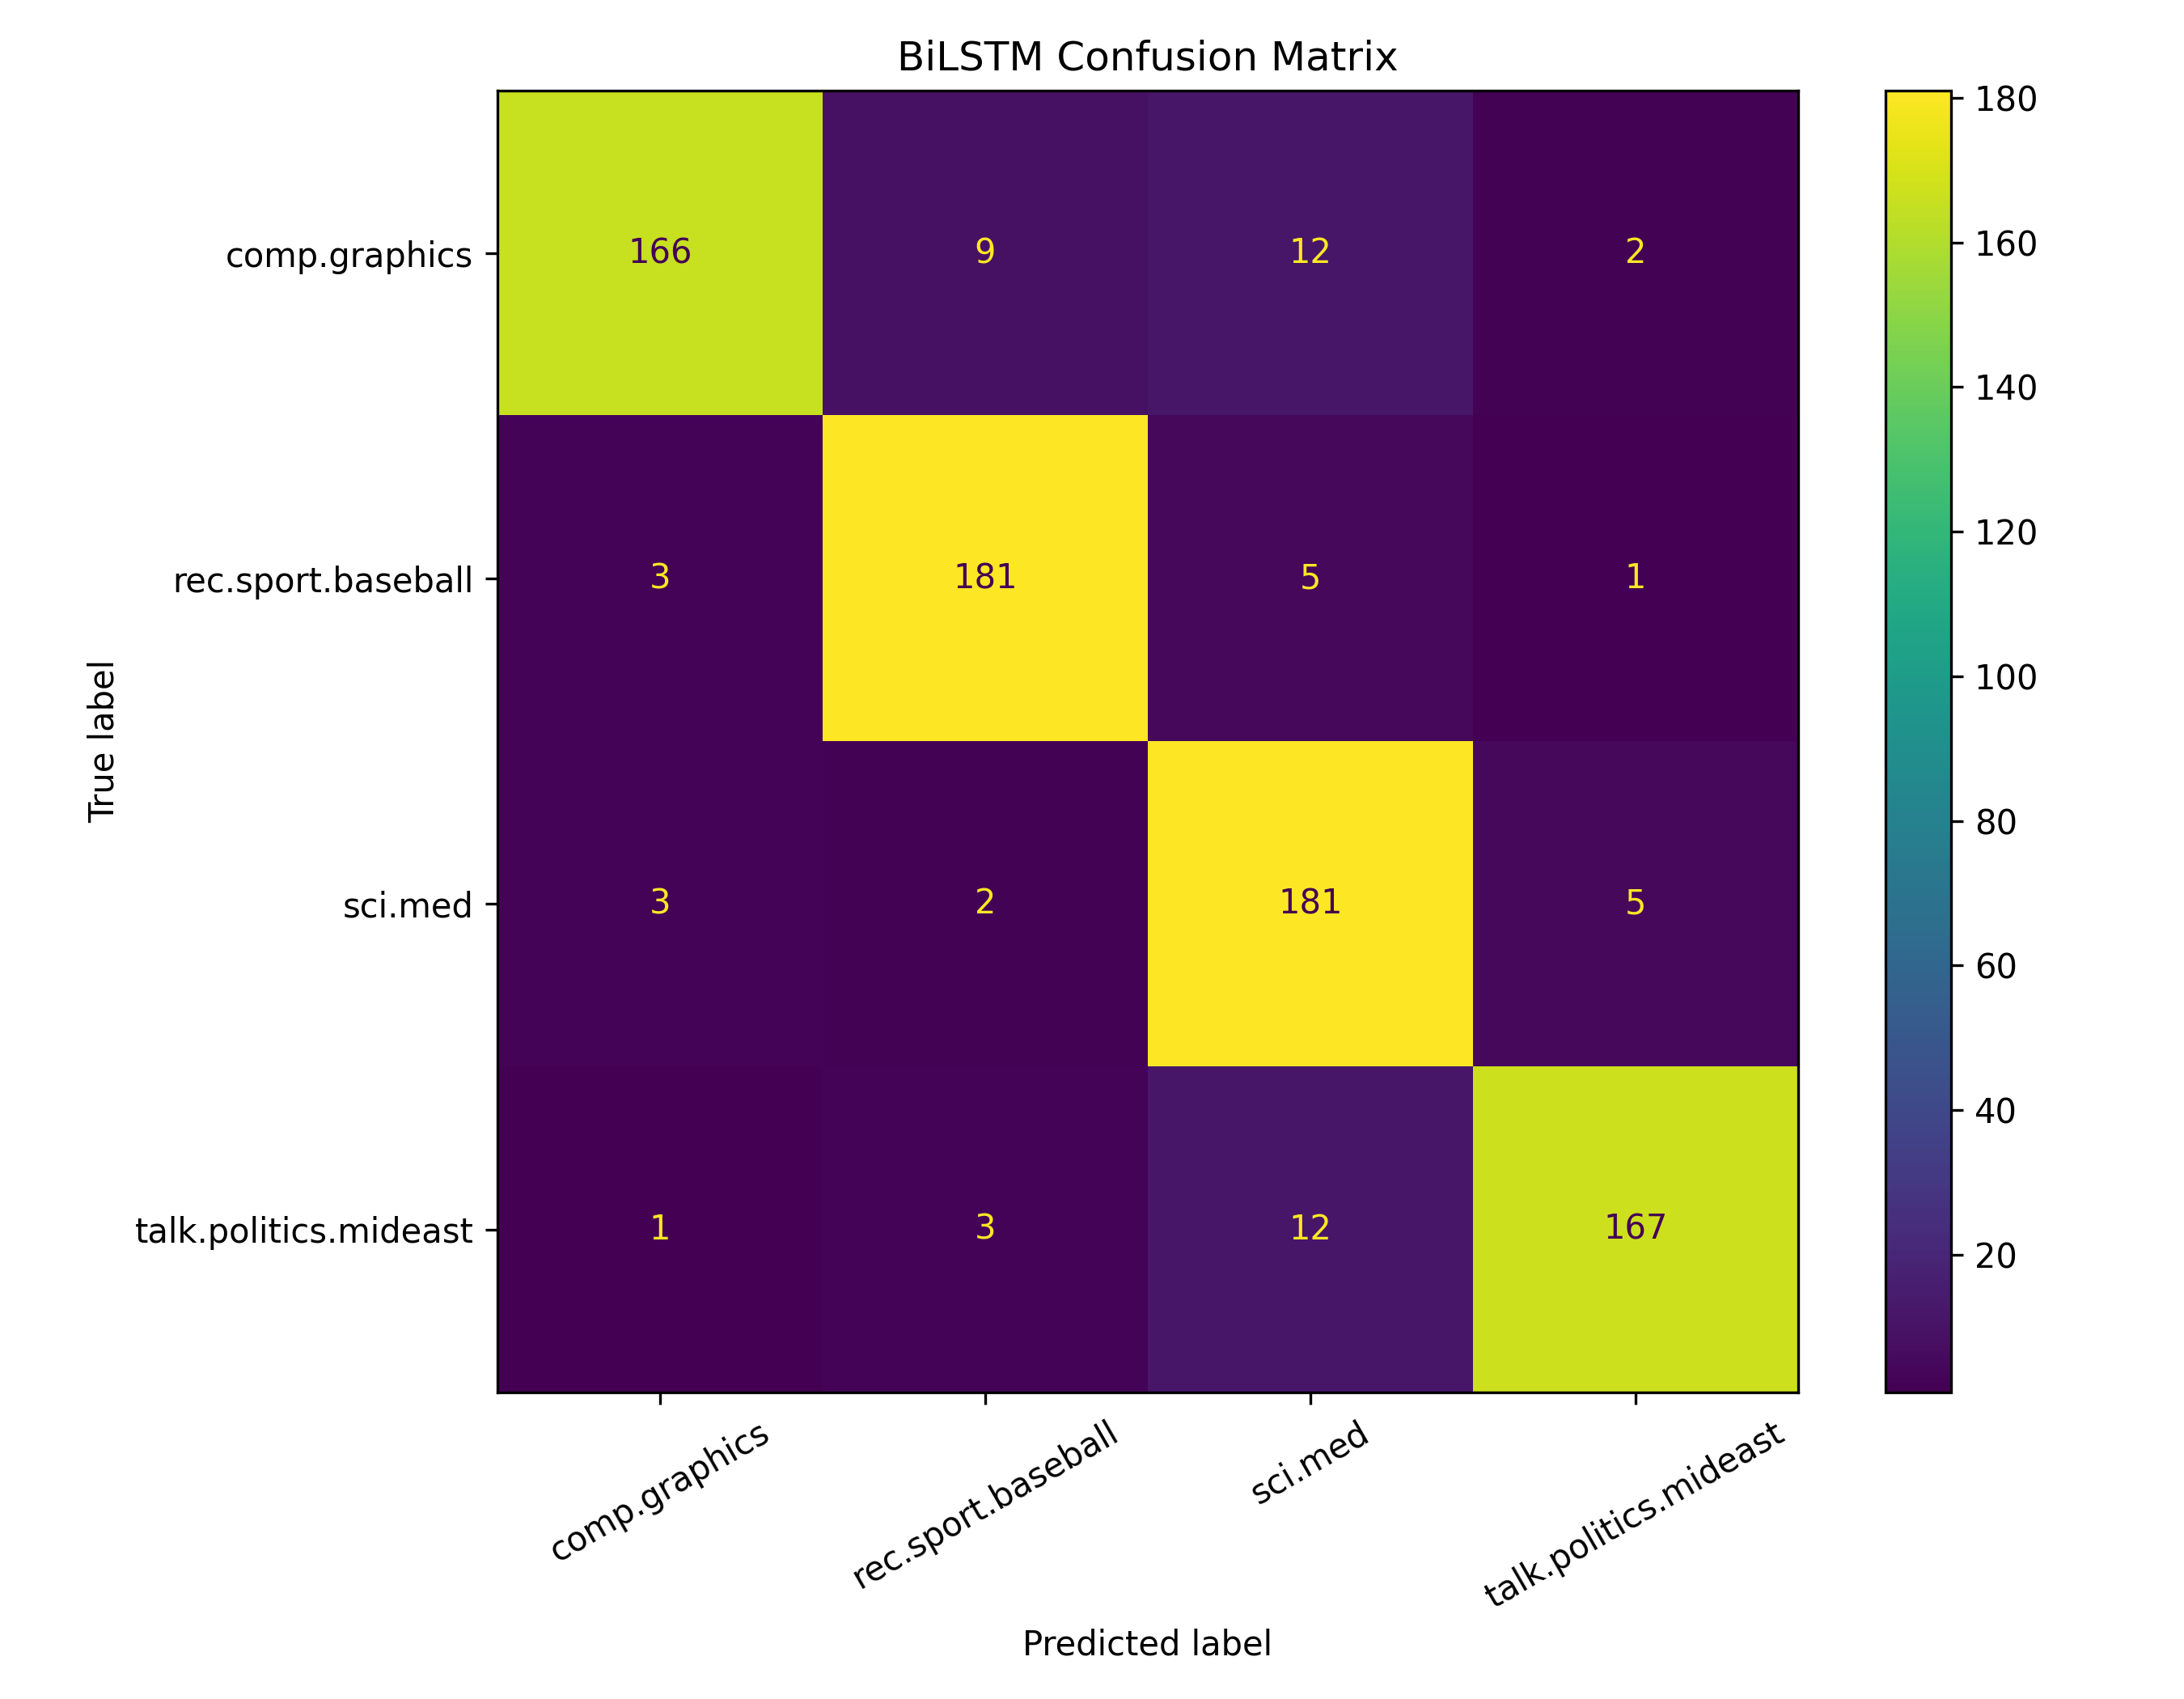 BiLSTM Confusion Matrix
True label
comp.graphics 166 9 12 2
rec.sport.baseball 3 181 5 1
sci.med 3 2 181 5
talk.politics.mideast 1 3 12 167
comp.graphics rec.sport.baseball sci.med talk.politics.mideast
Predicted label
180
160
140
120
100
80
60
40
20